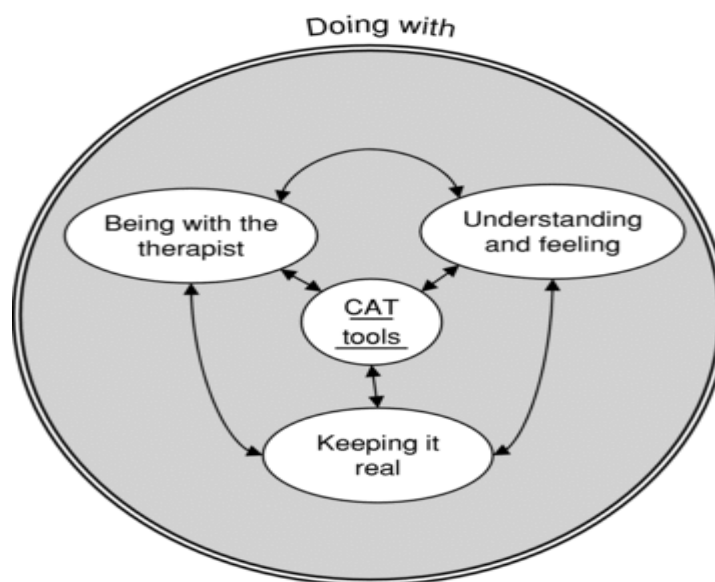 Doing with
Being with the
therapist
Understanding
and feeling
CAT
tools
Keeping it
real